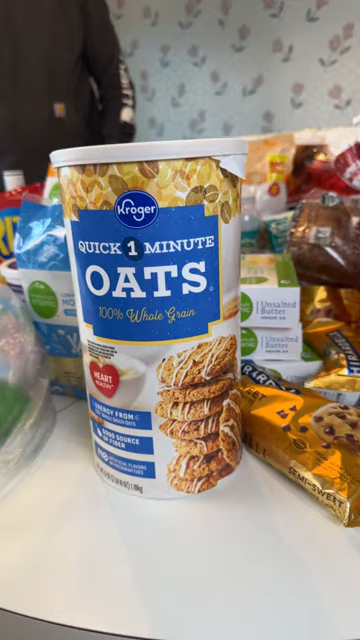 Kroger
QUICK 1 MINUTE
OATS
100% Whole Grain
HEART
HEALTHY
ENERGY FROM
GOOD SOURCE
OF FIBER
Unsalted
Butter
Unsalted
Butter
SEMI-SWEET